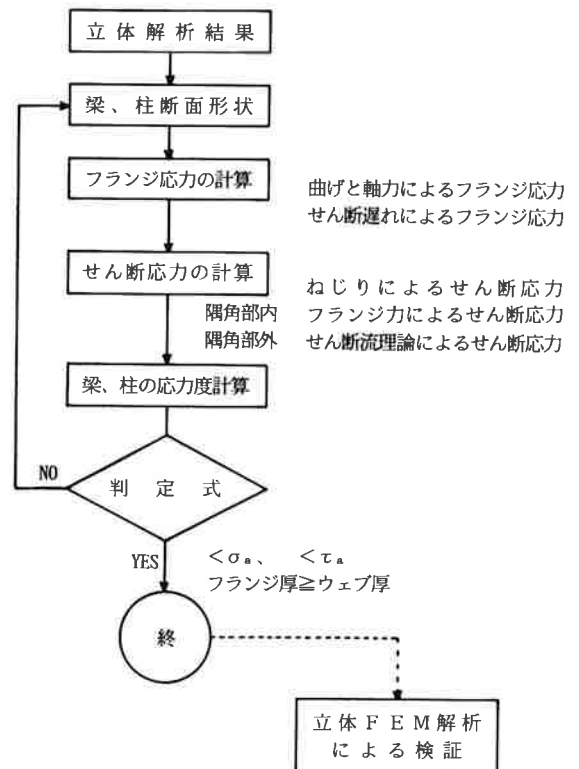 立体解析結果
梁、柱断面形状
フランジ応力の計算
曲げと軸力によるフランジ応力
せん断遅れによるフランジ応力
せん断応力の計算
ねじりによるせん断応力
隅角部内 フランジ力によるせん断応力
隅角部外 せん断流理論によるせん断応力
梁、柱の応力度計算
NO
判定式
YES
<σa、 <τa
フランジ厚≧ウェブ厚
終
立体FEM解析
による検証